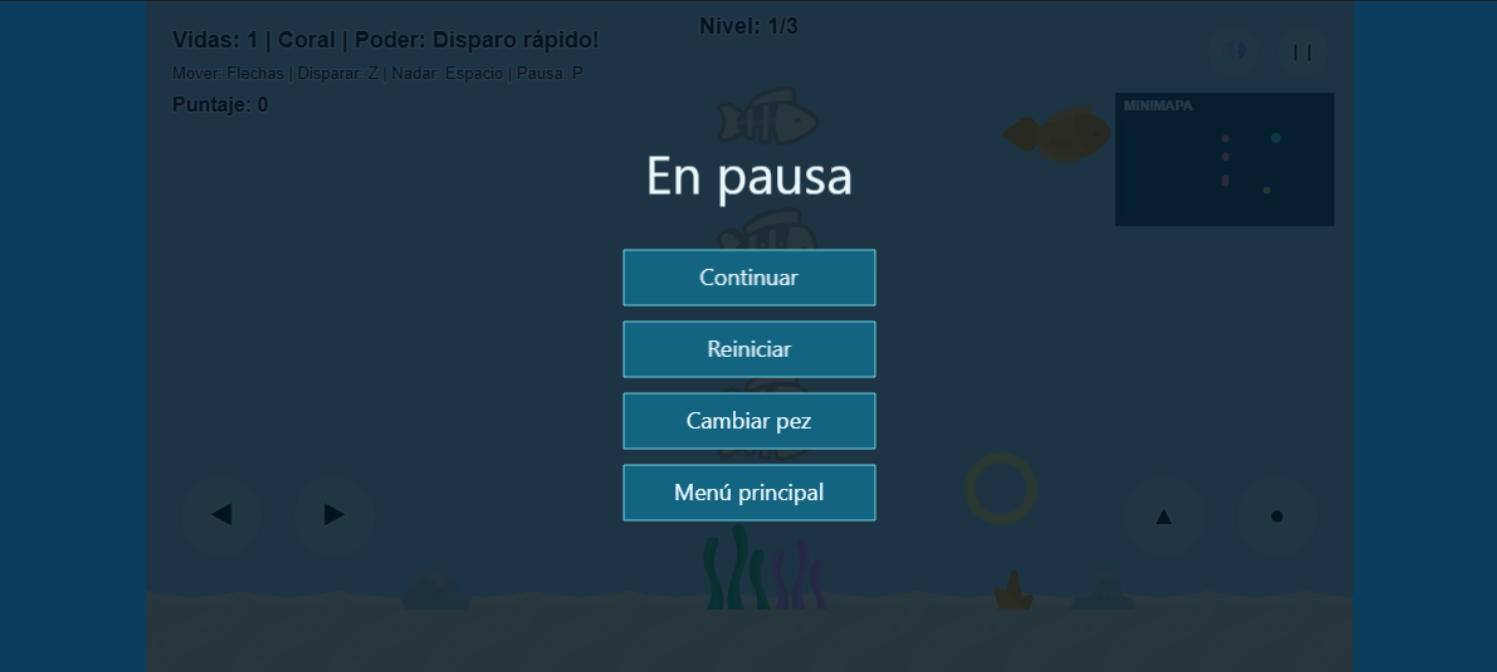 Vidas: 1 | Coral | Poder: Disparo rápido!
Nivel: 1/3
Mover: Flechas | Disparar: Z | Nadar: Espacio | Pausa: P
Puntaje: 0
MINIMAPA
En pausa
Continuar
Reiniciar
Cambiar pez
Menú principal